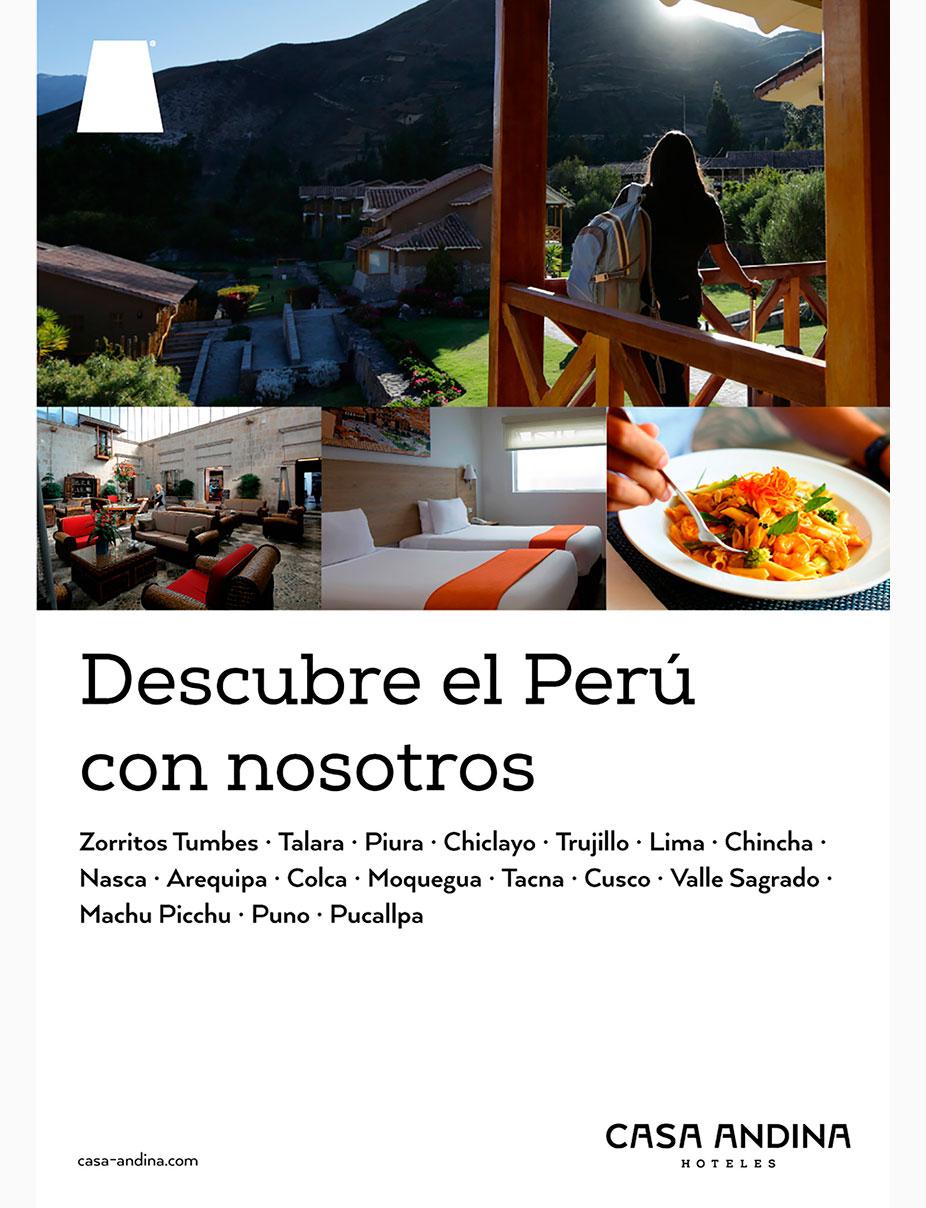 ®
Descubre el Perú
con nosotros
Zorritos Tumbes · Talara · Piura · Chiclayo · Trujillo · Lima · Chincha ·
Nasca · Arequipa · Colca · Moquegua · Tacna · Cusco · Valle Sagrado ·
Machu Picchu · Puno · Pucallpa
casa-andina.com
CASA ANDINA
HOTELES